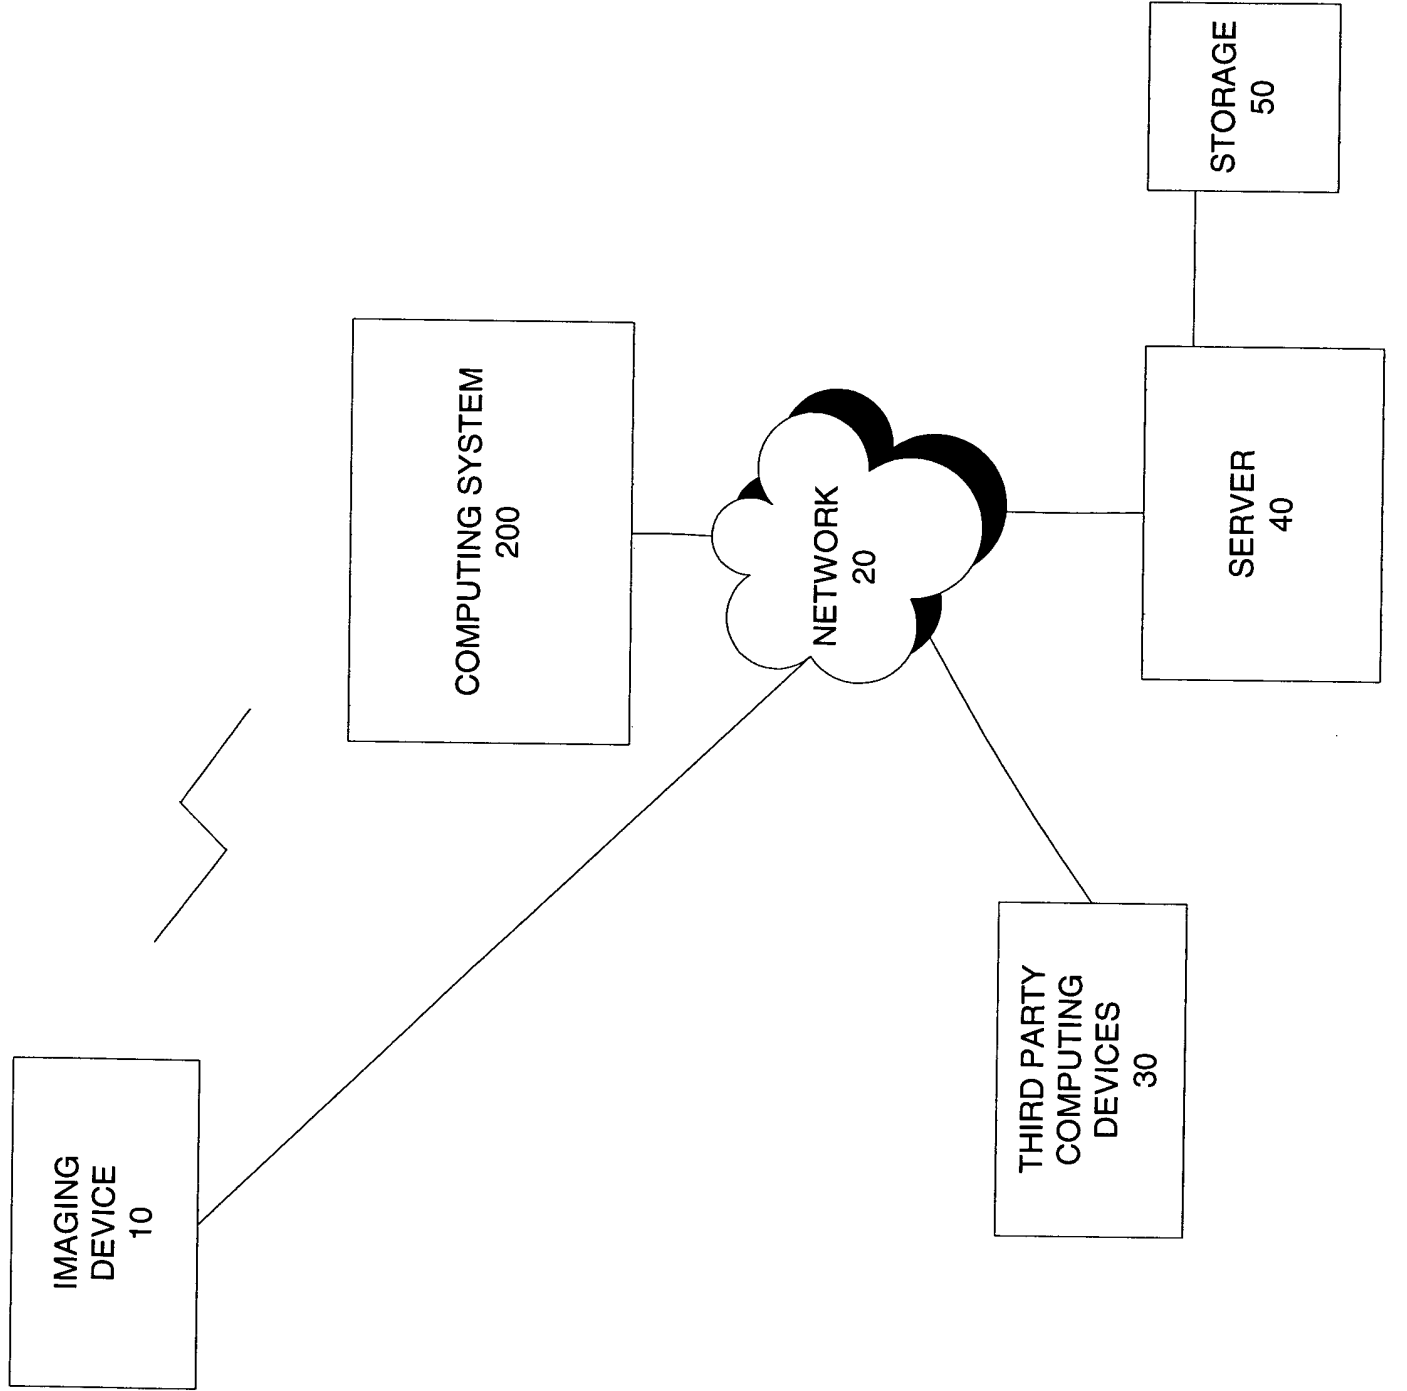 IMAGING
DEVICE
10
COMPUTING SYSTEM
200
NETWORK
20
THIRD PARTY
COMPUTING
DEVICES
30
SERVER
40
STORAGE
50